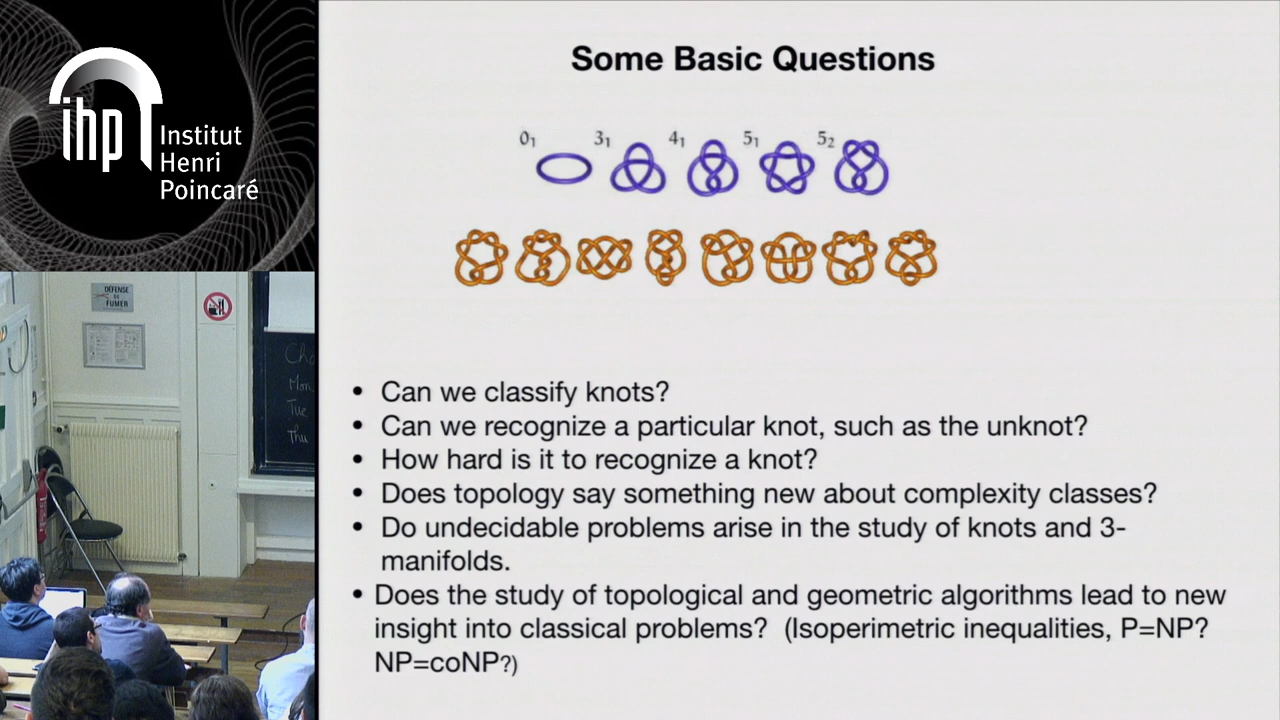 ihp
Institut
Henri
Poincaré
DÉFENSE
DE
FUMER
Mon
Tue
Thu
Some Basic Questions
0₁ 3₁ 4₁ 5₁ 5₂
• Can we classify knots?
• Can we recognize a particular knot, such as the unknot?
• How hard is it to recognize a knot?
• Does topology say something new about complexity classes?
• Do undecidable problems arise in the study of knots and 3-
manifolds.
• Does the study of topological and geometric algorithms lead to new
insight into classical problems? (Isoperimetric inequalities, P=NP?
NP=coNP?)